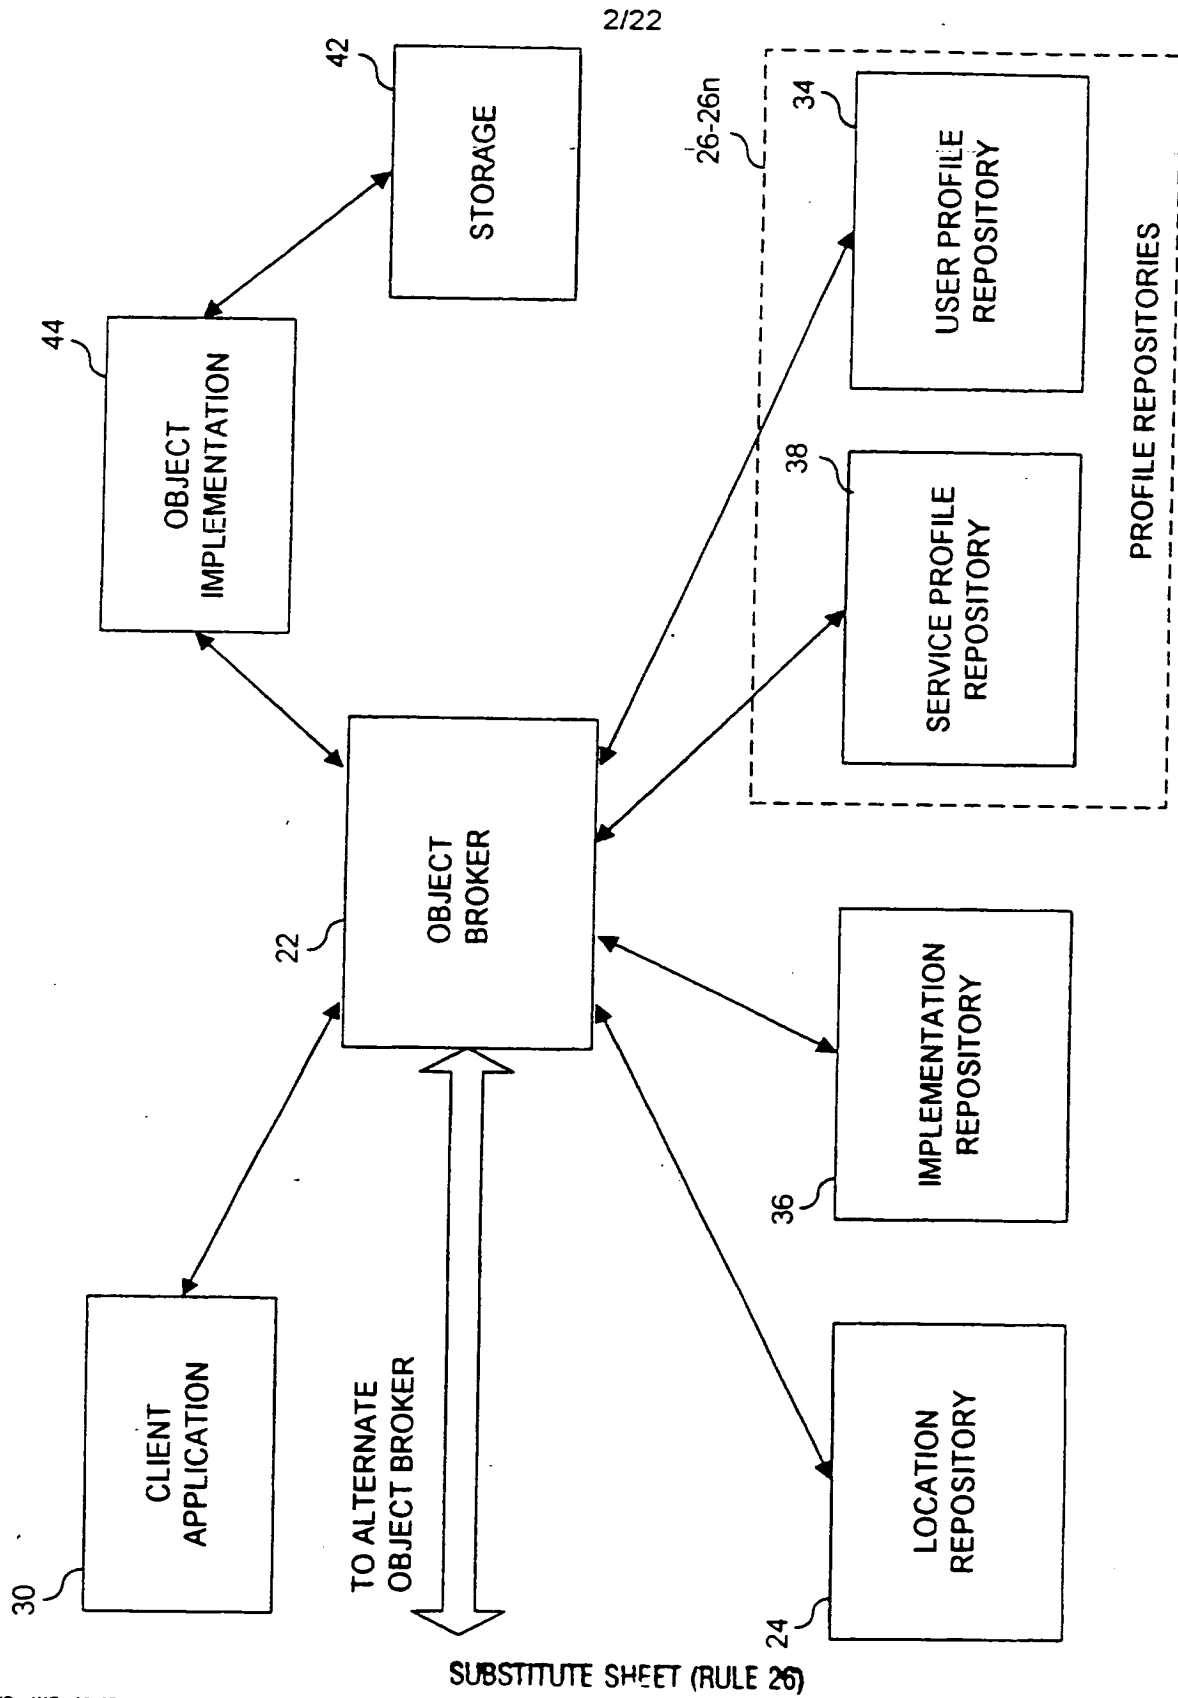 2/22
30
CLIENT
APPLICATION
44
OBJECT
IMPLEMENTATION
42
STORAGE
TO ALTERNATE
OBJECT BROKER
22
OBJECT
BROKER
26-26n
24
LOCATION
REPOSITORY
36
IMPLEMENTATION
REPOSITORY
38
SERVICE PROFILE
REPOSITORY
34
USER PROFILE
REPOSITORY
PROFILE REPOSITORIES
SUBSTITUTE SHEET (RULE 26)